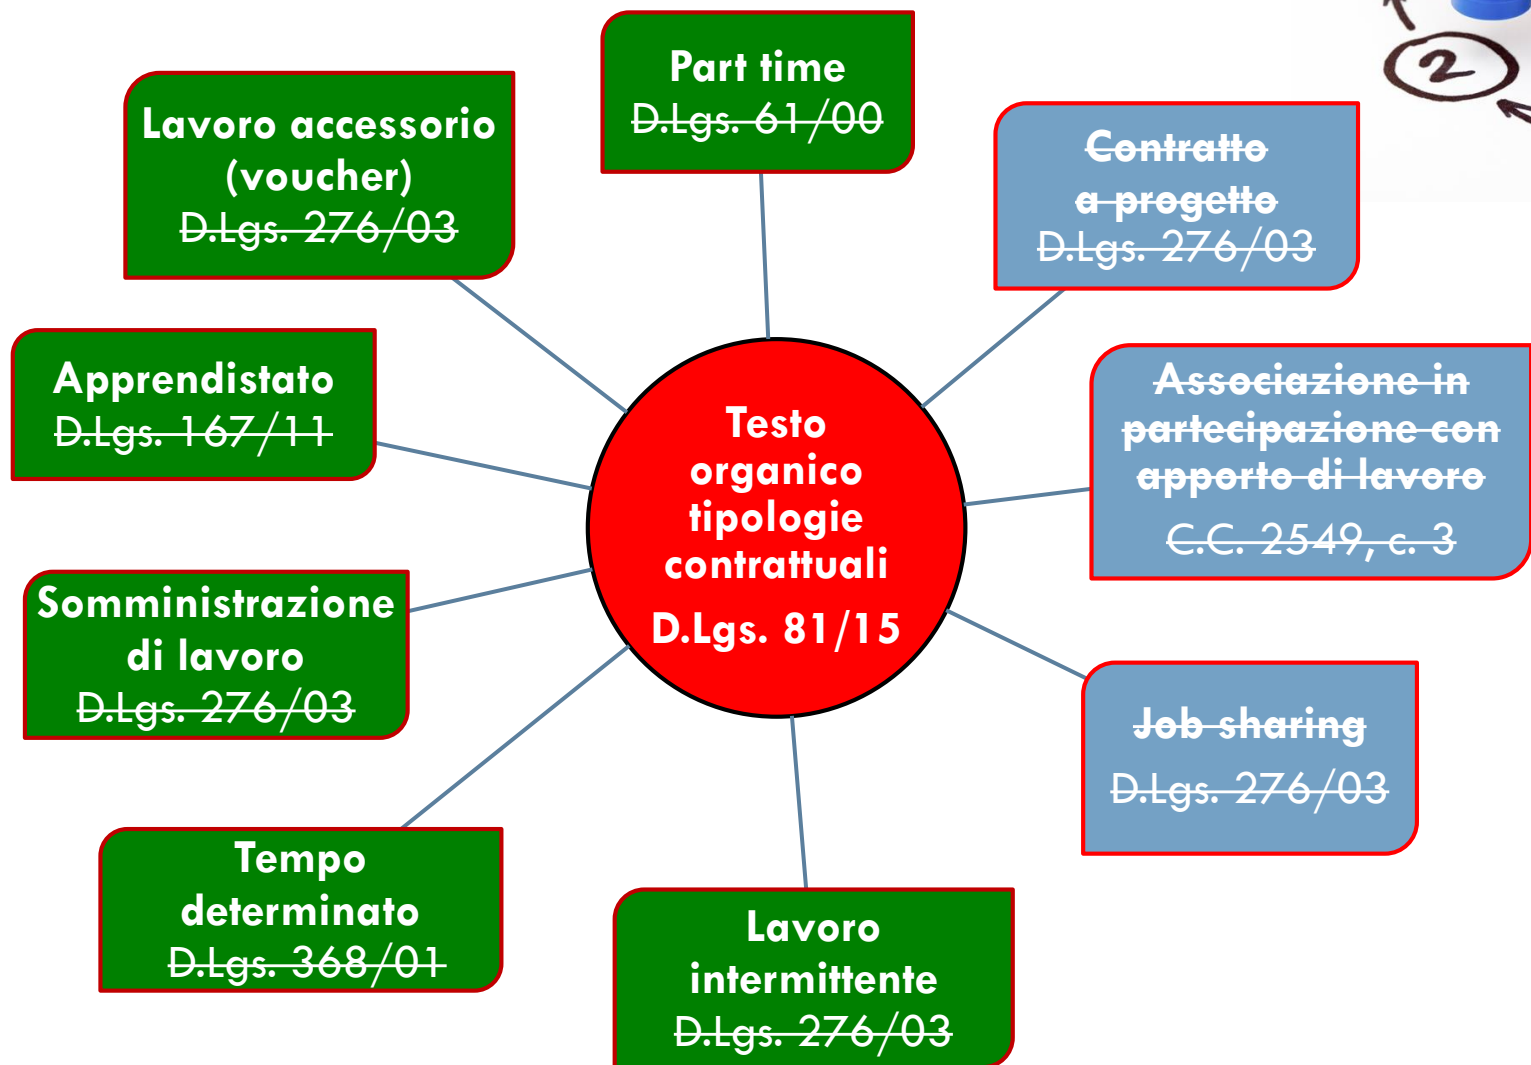 Part time
D.Lgs. 61/00
2
Lavoro accessorio
(voucher)
D.Lgs. 276/03
Contratto
a progetto
D.Lgs. 276/03
Apprendistato
D.Lgs. 167/11
Associazione in
partecipazione con
apporto di lavoro
C.C. 2549, c. 3
Testo
organico
tipologie
contrattuali
D.Lgs. 81/15
Somministrazione
di lavoro
D.Lgs. 276/03
Job sharing
D.Lgs. 276/03
Tempo
determinato
D.Lgs. 368/01
Lavoro
intermittente
D.Lgs. 276/03